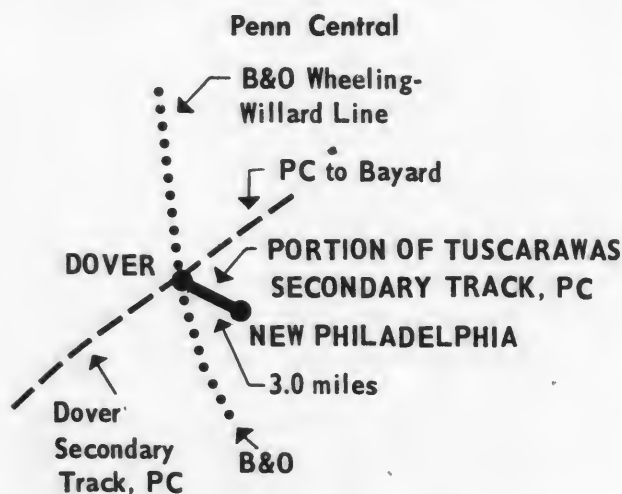 Penn Central
B&O Wheeling-
Willard Line
PC to Bayard
DOVER
PORTION OF TUSCARAWAS
SECONDARY TRACK, PC
NEW PHILADELPHIA
3.0 miles
Dover
Secondary
Track, PC
B&O